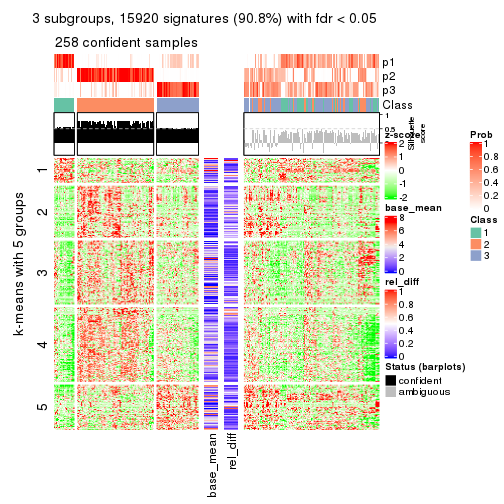 3 subgroups, 15920 signatures (90.8%) with fdr < 0.05
258 confident samples
p1
p2
p3
Class
1
0.5
0
Silhouette
score
k-means with 5 groups
1
2
3
4
5
base_mean
rel_diff
z-score
2
1
0
-1
-2
base_mean
8
6
4
2
0
rel_diff
1
0.8
0.6
0.4
0.2
0
Status (barplots)
confident
ambiguous
Prob
1
0.8
0.6
0.4
0.2
0
Class
1
2
3